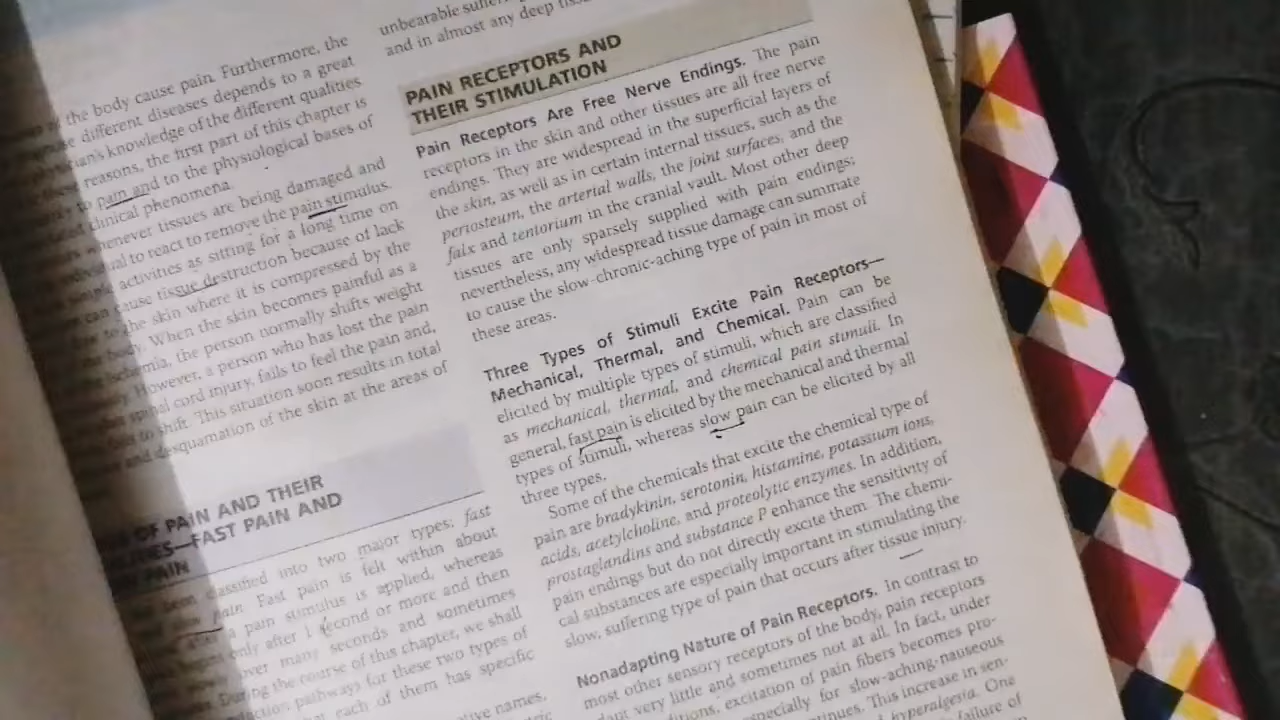 the body cause pain. Furthermore, the
different diseases depends to a great
knowledge of the different qualities
reasons, the first part of this chapter is
to pain and to the physiological bases of
clinical phenomena.
whenever tissues are being damaged and
to react to remove the pain stimulus.
activities as sitting for a long time on
cause tissue destruction because of lack
to the skin where it is compressed by the
body. When the skin becomes painful as a
the person normally shifts weight
However, a person who has lost the pain
spinal cord injury, fails to feel the pain and,
to shift. This situation soon results in total
and desquamation of the skin at the areas of
OF PAIN AND THEIR
FAST PAIN AND
PAIN
classified into two major types: fast
pain. Fast pain is felt within about
a pain stimulus is applied, whereas
only after 1 second or more and then
over many seconds and sometimes
During the course of this chapter, we shall
pathways for these two types of
each of them has specific
names,
unbearable
and in almost any deep
PAIN RECEPTORS AND
THEIR STIMULATION
Pain Receptors Are Free Nerve Endings. The pain
receptors in the skin and other tissues are all free nerve
endings. They are widespread in the superficial layers of
the skin, as well as in certain internal tissues, such as the
periosteum, the arterial walls, the joint surfaces, and the
falx and tentorium in the cranial vault. Most other deep
tissues are only sparsely supplied with pain endings;
nevertheless, any widespread tissue damage can summate
to cause the slow-chronic-aching type of pain in most of
these areas.
Three Types of Stimuli Excite Pain Receptors—
Mechanical, Thermal, and Chemical. Pain can be
elicited by multiple types of stimuli, which are classified
as mechanical, thermal, and chemical pain stimuli. In
general, fast pain is elicited by the mechanical and thermal
types of stimuli, whereas slow pain can be elicited by all
three types.
Some of the chemicals that excite the chemical type of
pain are bradykinin, serotonin, histamine, potassium ions,
acids, acetylcholine, and proteolytic enzymes. In addition,
prostaglandins and substance P enhance the sensitivity of
pain endings but do not directly excite them. The chemi-
cal substances are especially important in stimulating the
slow, suffering type of pain that occurs after tissue injury.
Nonadapting Nature of Pain Receptors. In contrast to
most other sensory receptors of the body, pain receptors
adapt very little and sometimes not at all. In fact, under
excitation of pain fibers becomes pro-
especially for slow-aching-nauseous
This increase in sen-
hyperalgesia. One
failure of